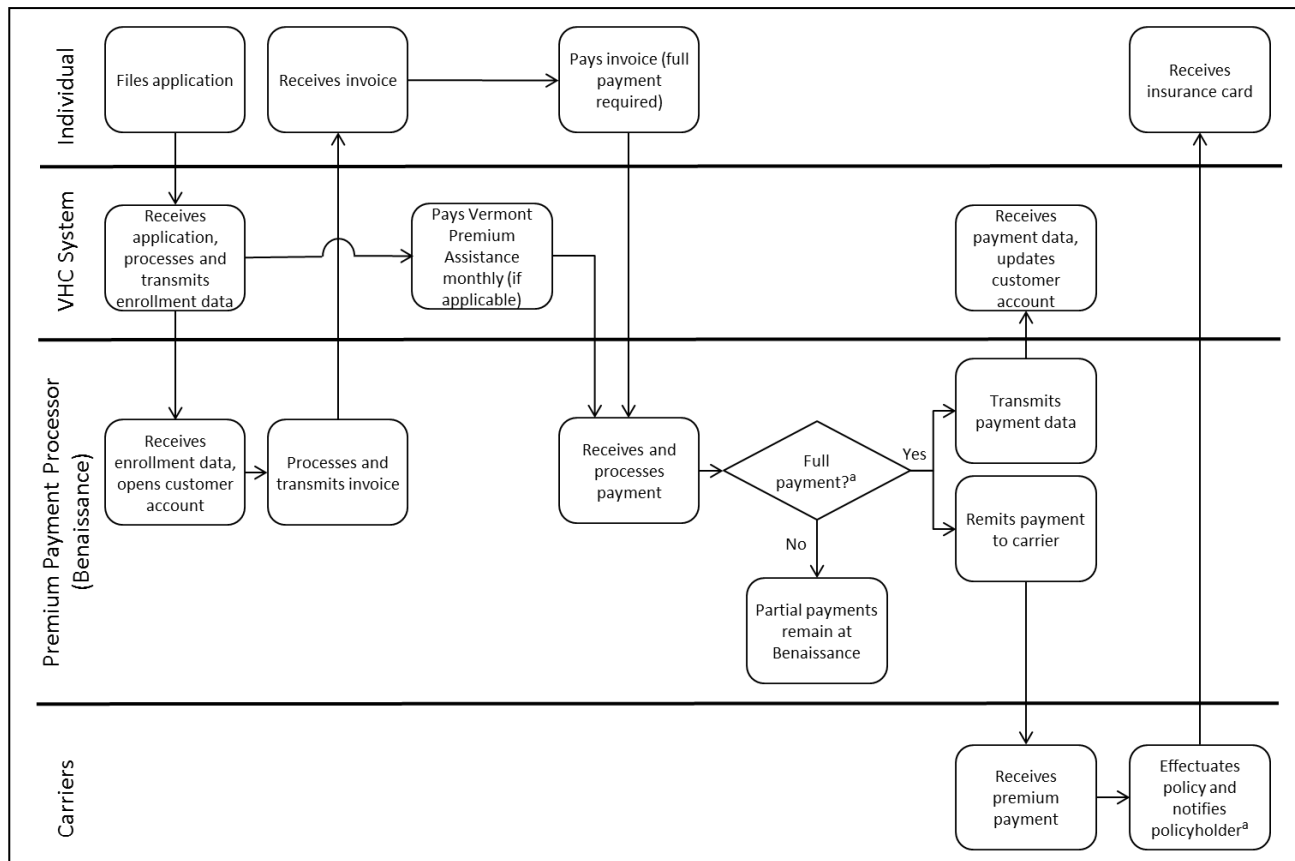 Individual
Files application
Receives invoice
Pays invoice (full
payment
required)
Receives
insurance card
VHC System
Receives
application,
processes and
transmits
enrollment data
Pays Vermont
Premium
Assistance
monthly (if
applicable)
Receives
payment data,
updates
customer
account
Premium Payment Processor
(Benaissance)
Receives
enrollment data,
opens customer
account
Processes and
transmits invoice
Receives and
processes
payment
Full
payment?ᵃ
Yes
No
Transmits
payment data
Remits payment
to carrier
Partial payments
remain at
Benaissance
Carriers
Receives
premium
payment
Effectuates
policy and
notifies
policyholderᵃ